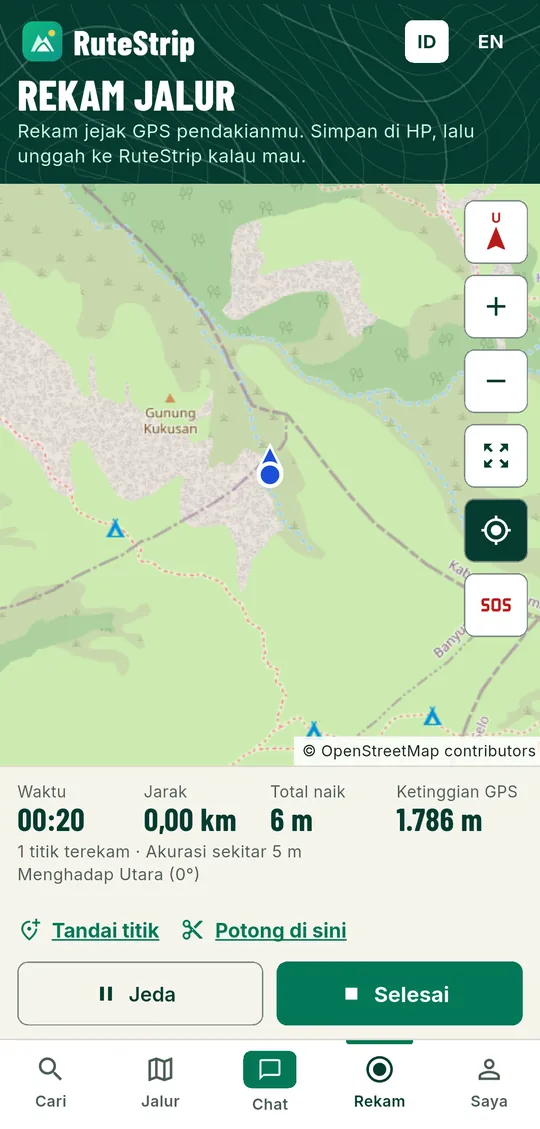 RuteStrip
ID
EN
REKAM JALUR
Rekam jejak GPS pendakianmu. Simpan di HP, lalu
unggah ke RuteStrip kalau mau.
U
Gunung
Kukusan
SOS
Banyu
© OpenStreetMap contributors
Waktu
Jarak
Total naik
Ketinggian GPS
00:20
0,00 km
6 m
1.786 m
1 titik terekam · Akurasi sekitar 5 m
Menghadap Utara (0°)
Tandai titik
Potong di sini
Jeda
Selesai
Cari
Jalur
Chat
Rekam
Saya